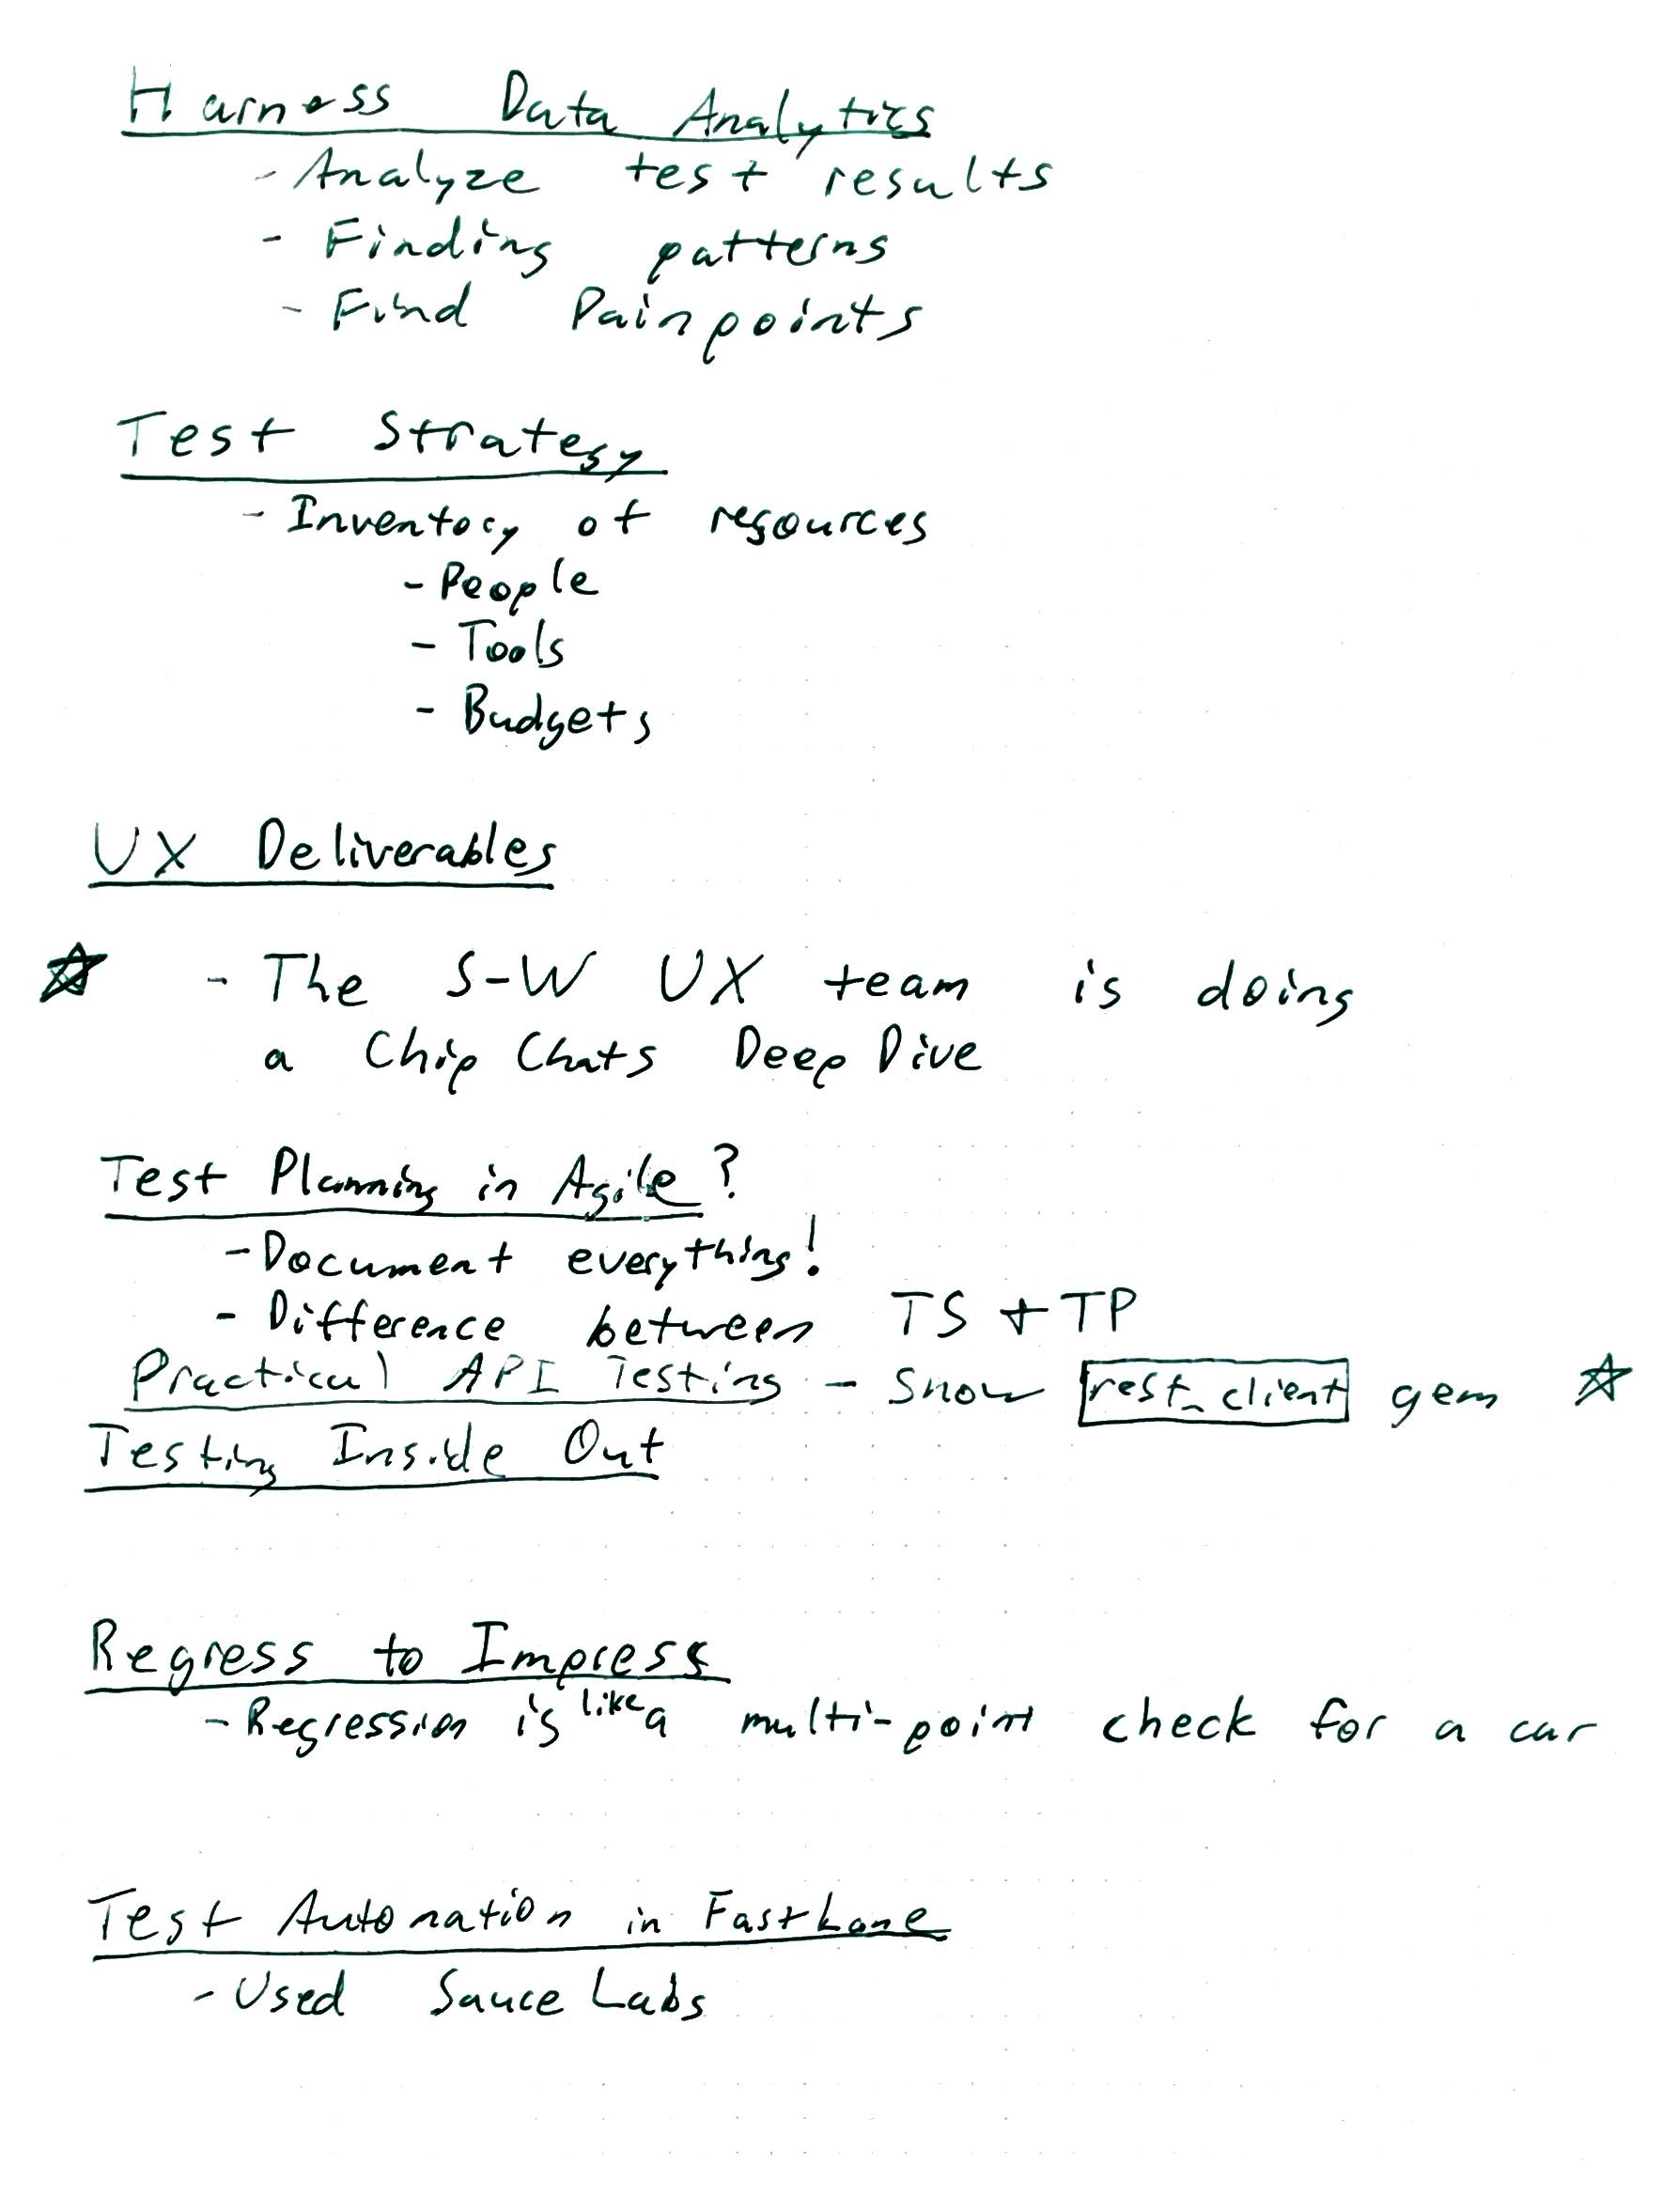 Harness Data Analytics
- Analyze test results
- Finding patterns
- Find Painpoints
Test Strategy
- Inventory of resources
- People
- Tools
- Budgets
UX Deliverables
- The S-W UX team is doing
a Chip Chats Deep Dive
Test Planning in Agile?
- Document everything!
- Difference between TS + TP
Practical API Testing - Snow rest_client gem
Testing Inside Out
Regress to Impress
- Regression is like a multi-point check for a car
Test Automation in FastLane
- Used Sauce Labs